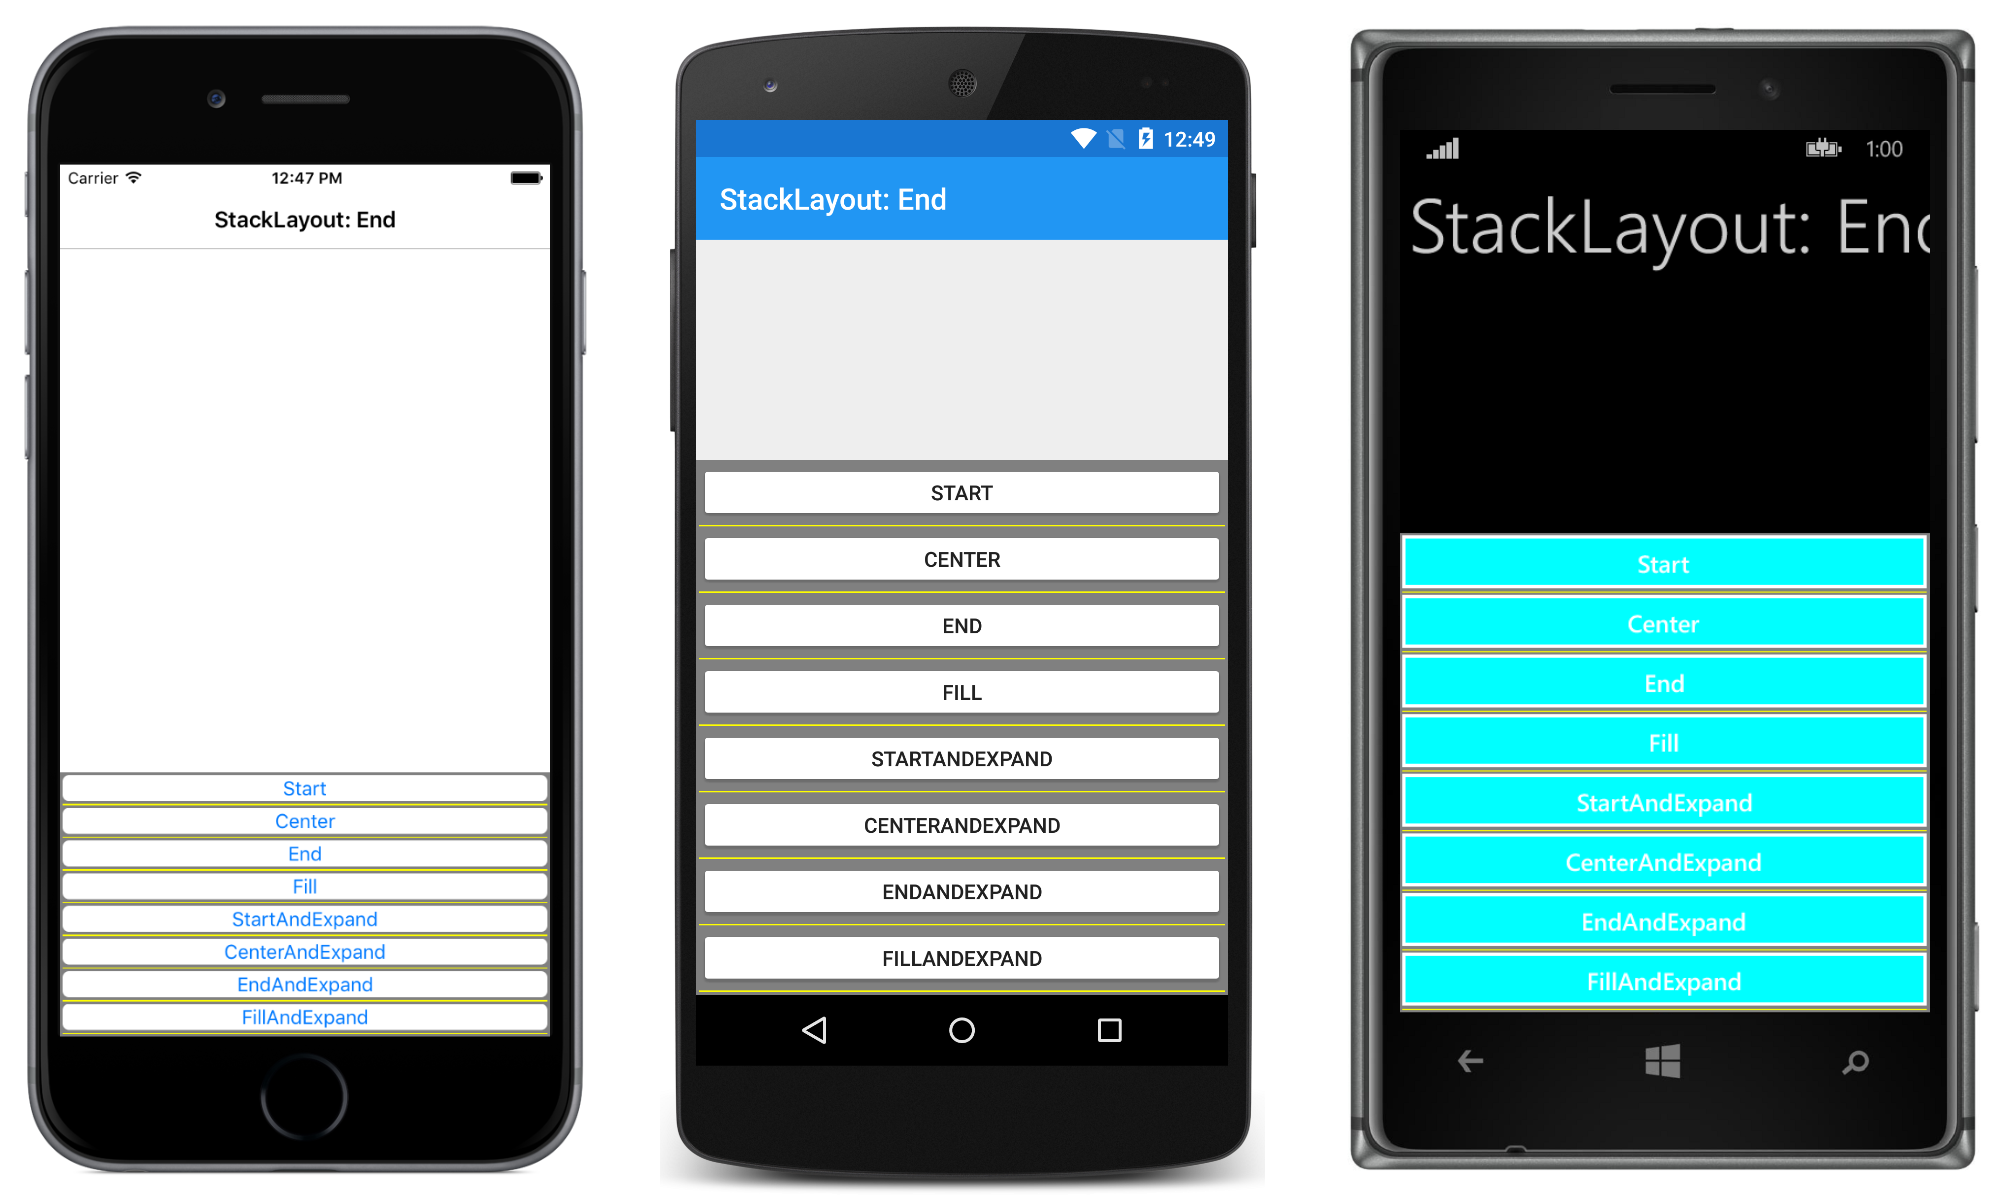 Carrier 12:47 PM
StackLayout: End
Start
Center
End
Fill
StartAndExpand
CenterAndExpand
EndAndExpand
FillAndExpand
12:49
StackLayout: End
START
CENTER
END
FILL
STARTANDEXPAND
CENTERANDEXPAND
ENDANDEXPAND
FILLANDEXPAND
1:00
StackLayout: End
Start
Center
End
Fill
StartAndExpand
CenterAndExpand
EndAndExpand
FillAndExpand